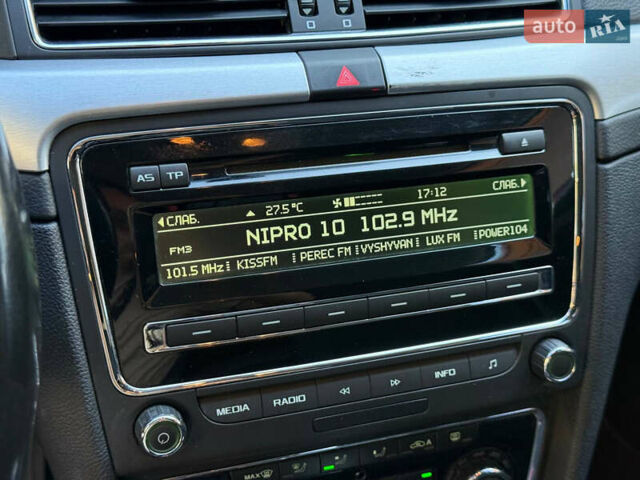 auto RIA
AS TP
СЛАБ. 27.5°C 17:12 СЛАБ.
FM3 NIPRO 10 102.9 MHz
101.5 MHz KISSFM PEREC FM VYSHYVAN LUX FM POWER104
MEDIA RADIO INFO
MAX A